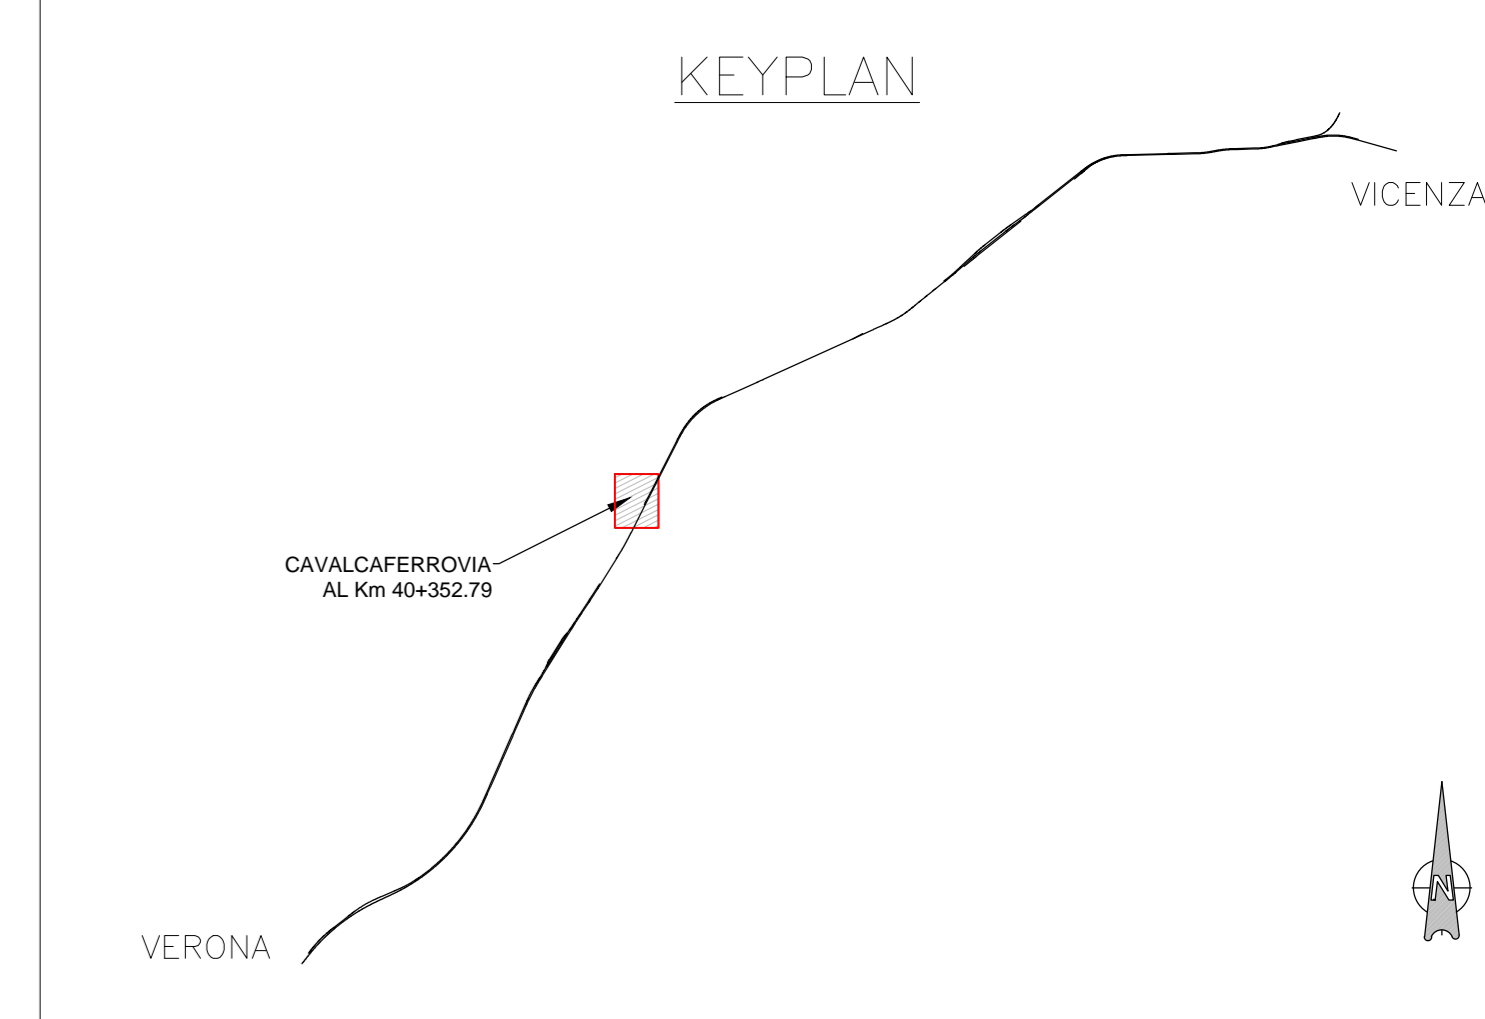 KEYPLAN
VICENZA
CAVALCAFERROVIA
AL Km 40+352.79
N
VERONA